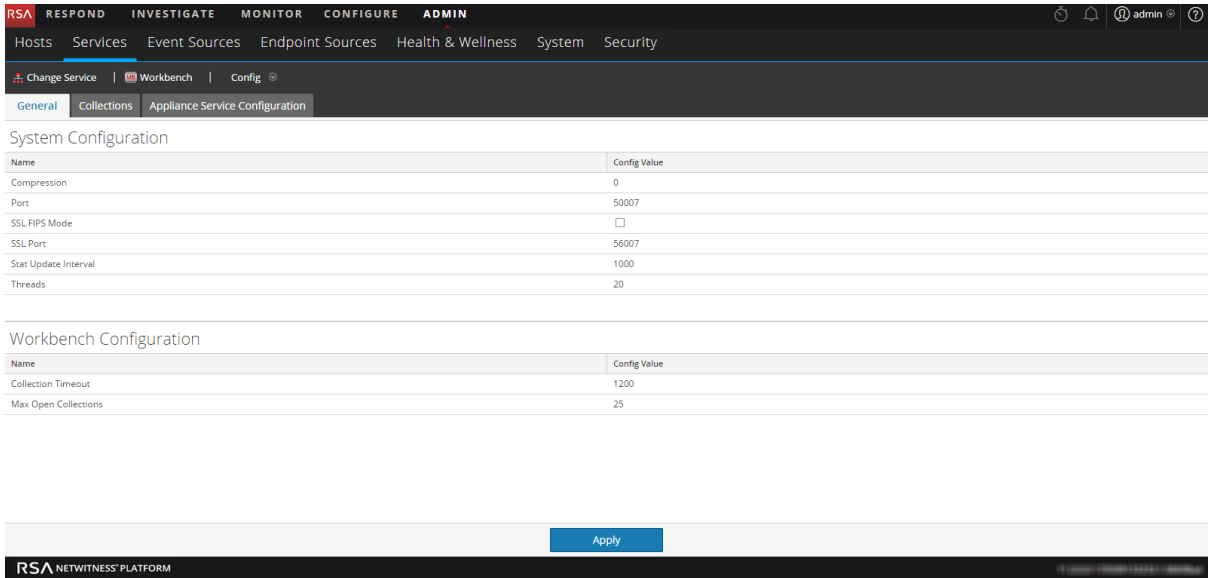 RSA RESPOND INVESTIGATE MONITOR CONFIGURE ADMIN admin ?
Hosts Services Event Sources Endpoint Sources Health & Wellness System Security
Change Service | Workbench | Config
General Collections Appliance Service Configuration
System Configuration
Name Config Value
Compression 0
Port 50007
SSL FIPS Mode
SSL Port 56007
Stat Update Interval 1000
Threads 20
Workbench Configuration
Name Config Value
Collection Timeout 1200
Max Open Collections 25
Apply
RSA NETWITNESS® PLATFORM